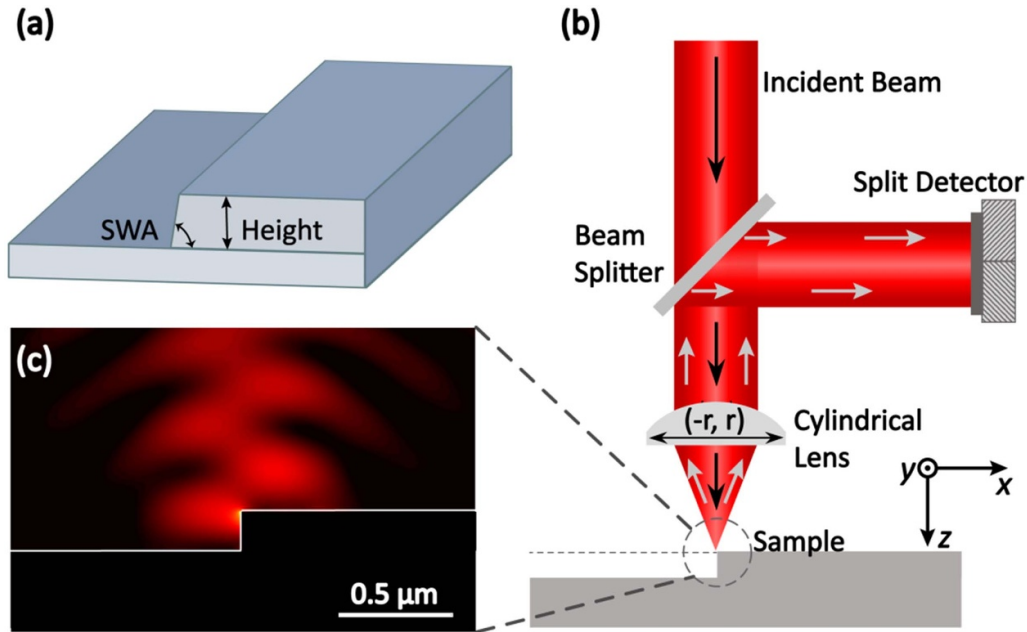 (a)
SWA
Height
(b)
Incident Beam
Split Detector
Beam
Splitter
(-r, r)
Cylindrical
Lens
y
x
z
Sample
(c)
0.5 μm